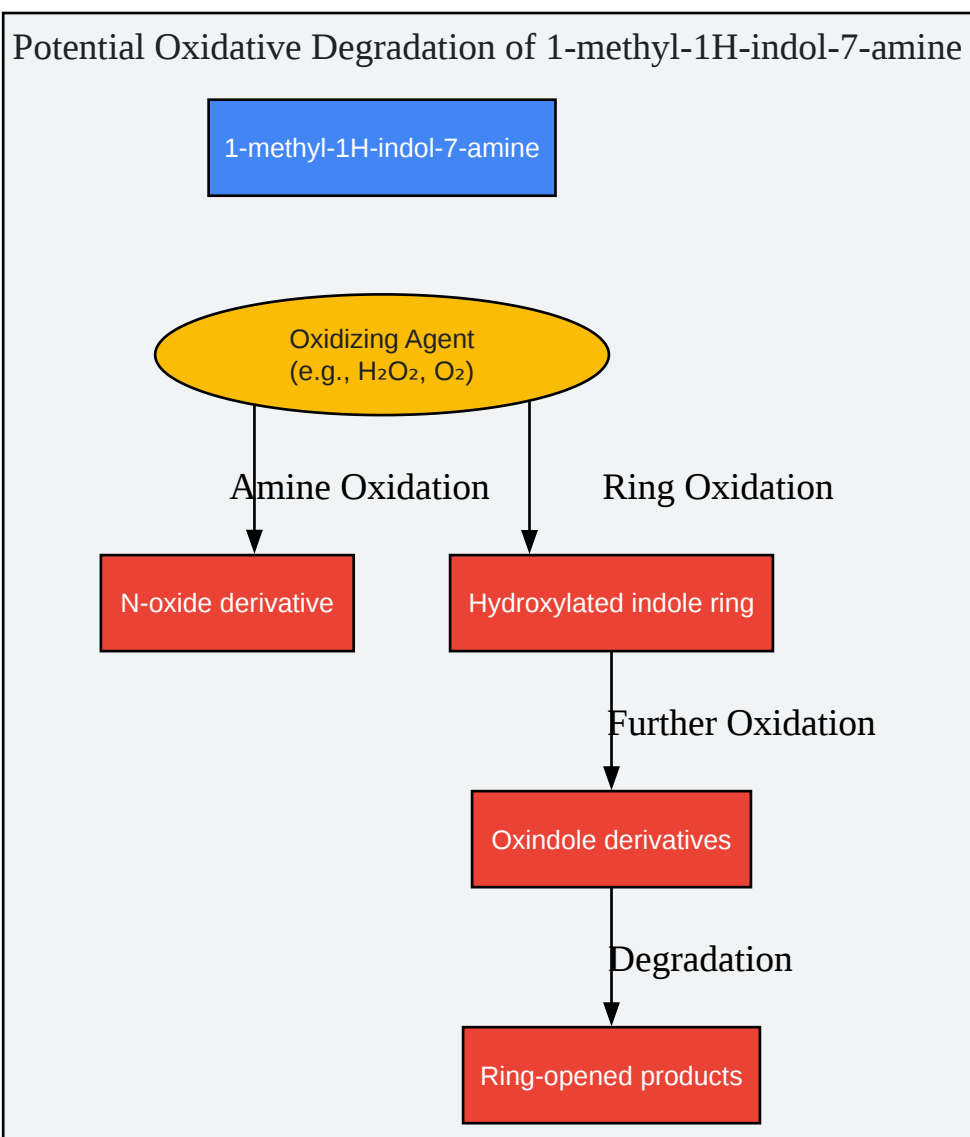 Potential Oxidative Degradation of 1-methyl-1H-indol-7-amine
1-methyl-1H-indol-7-amine
Oxidizing Agent
(e.g., H₂O₂, O₂)
Amine Oxidation
Ring Oxidation
N-oxide derivative
Hydroxylated indole ring
Further Oxidation
Oxindole derivatives
Degradation
Ring-opened products